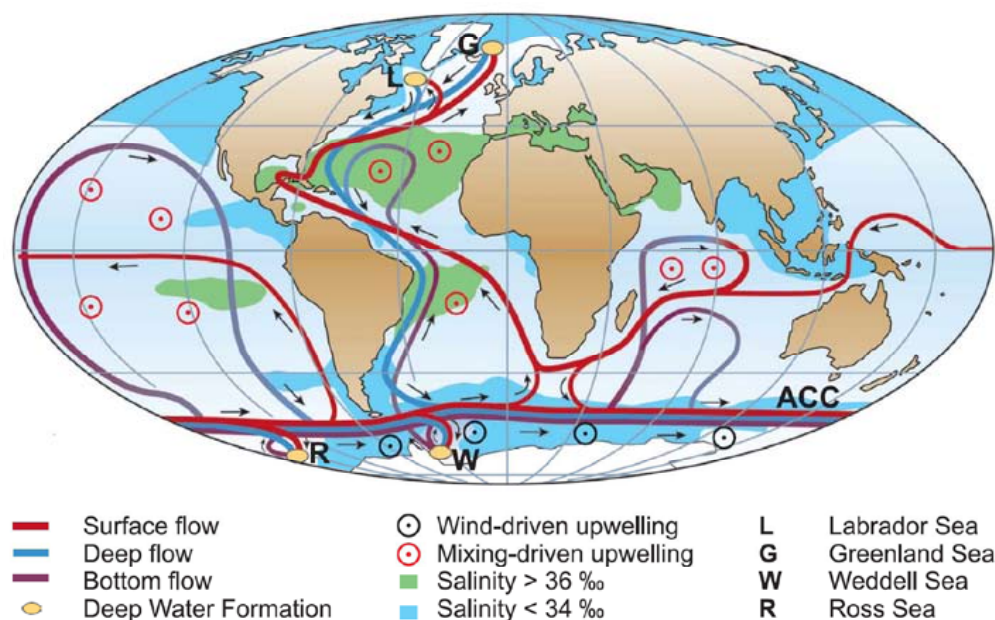 G
L
ACC
R
W
Surface flow
Deep flow
Bottom flow
Deep Water Formation
Wind-driven upwelling
Mixing-driven upwelling
Salinity > 36 ‰
Salinity < 34 ‰
L Labrador Sea
G Greenland Sea
W Weddell Sea
R Ross Sea